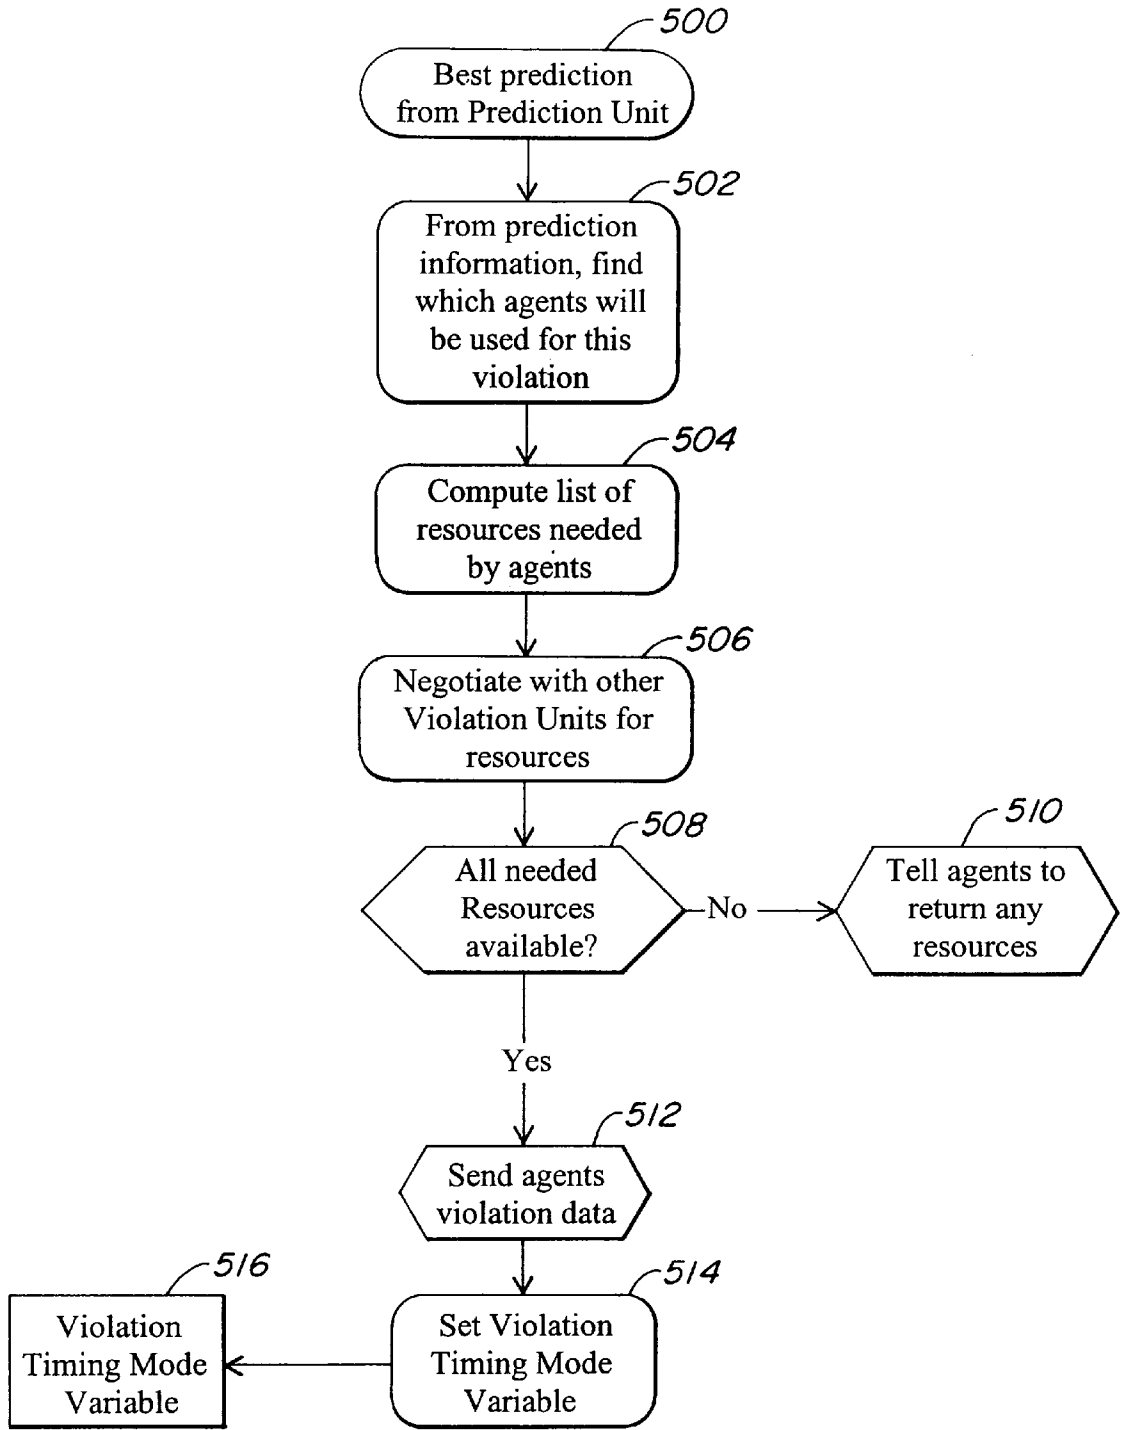 500
Best prediction
from Prediction Unit
502
From prediction
information, find
which agents will
be used for this
violation
504
Compute list of
resources needed
by agents
506
Negotiate with other
Violation Units for
resources
508
All needed
Resources
available?
No
510
Tell agents to
return any
resources
Yes
512
Send agents
violation data
514
Set Violation
Timing Mode
Variable
516
Violation
Timing Mode
Variable